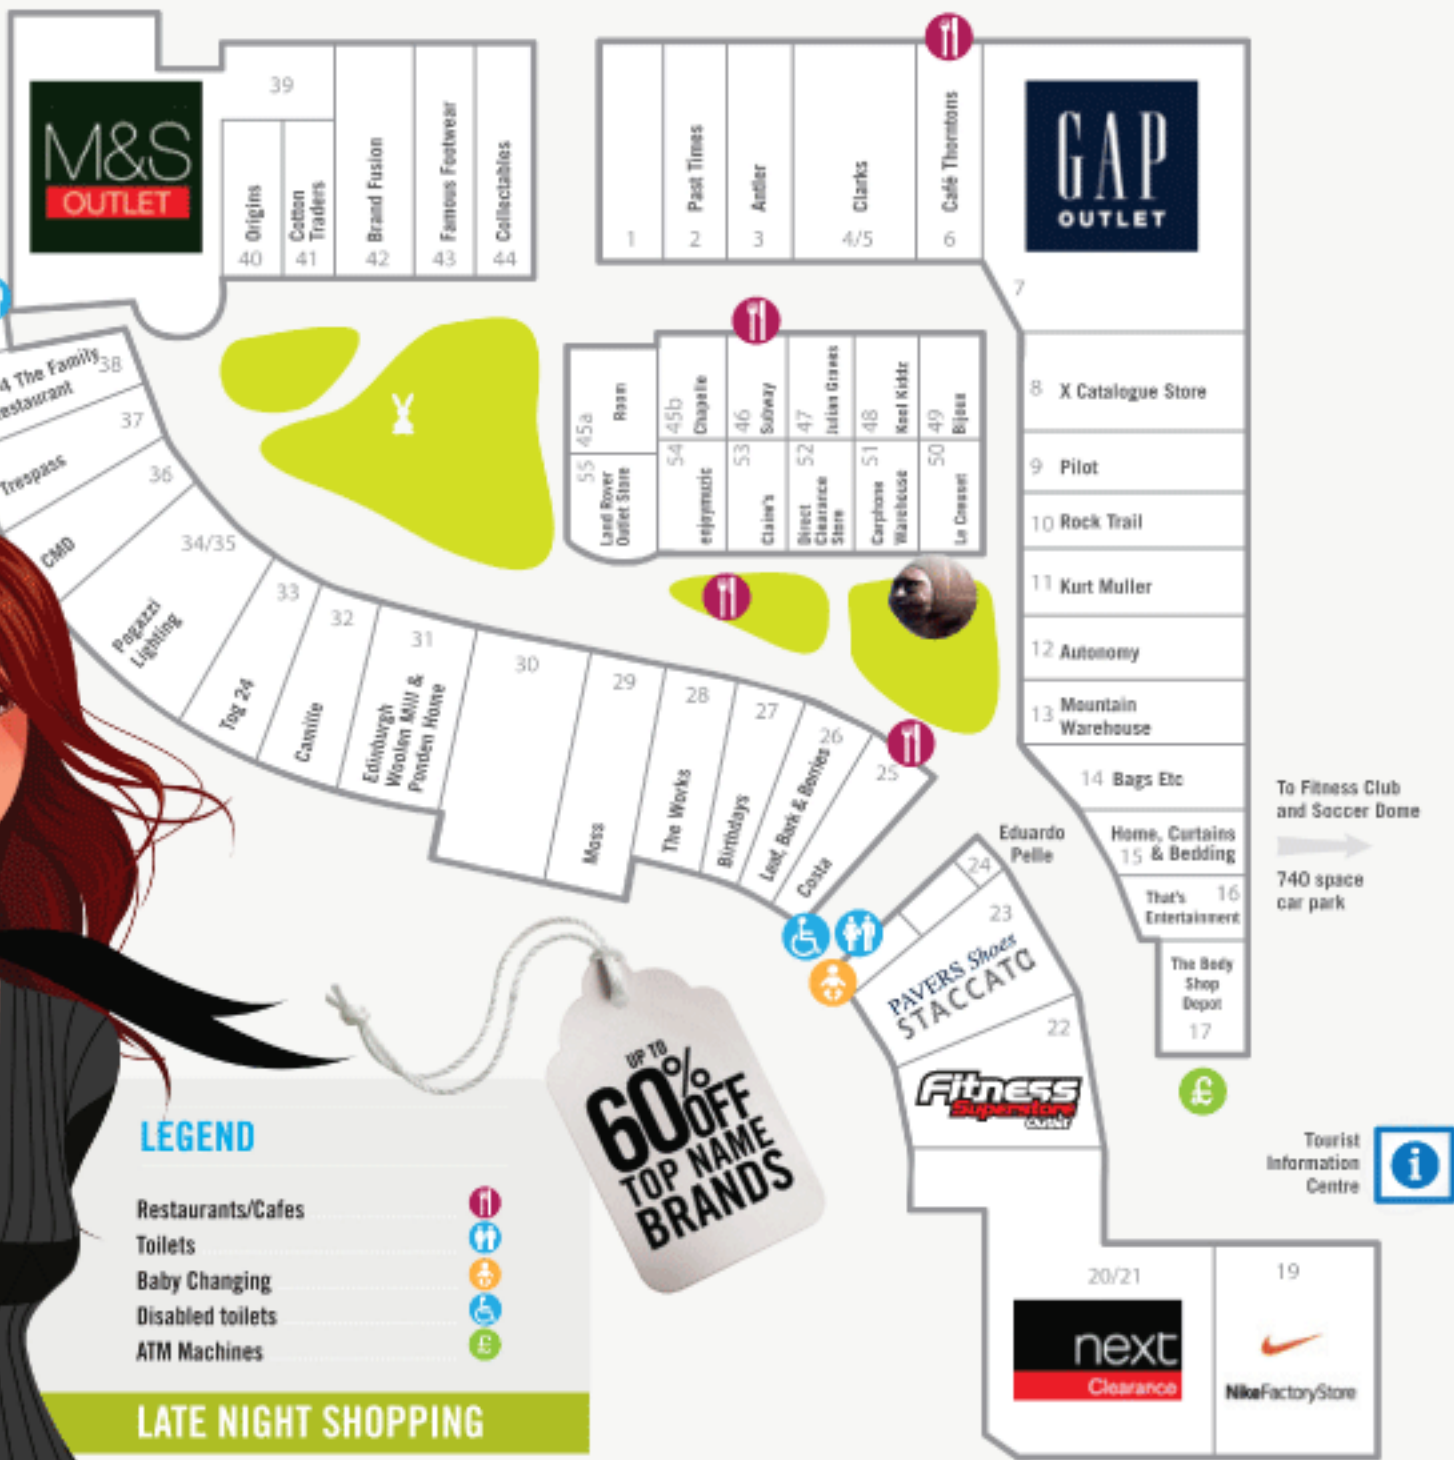 M&S
OUTLET
39
Origins
40
Cotton
Traders
41
Brand Fusion
42
Famous Footwear
43
Collectables
44
1
Past Times
2
Antler
3
Clarks
4/5
Café Thorntons
6
GAP
OUTLET
7
4 The Family
estaurant
38
37
Trespass
36
CMD
34/35
Pogazzi
Lighting
33
Tog 24
32
Camille
31
Edinburgh
Woolen Mill &
Ponden Home
30
29
Moss
28
The Works
27
Birthdays
26
Leaf, Bark & Berries
25
Costa
45a
Room
45b
Chapelle
46
Subway
47
Julian Graves
48
Kool Kiddz
49
Bijoux
55
Land Rover
Outlet Store
54
enjoymuzic
53
Claire's
52
Direct
Clearance
Store
51
Carphone
Warehouse
50
Le Creuset
8 X Catalogue Store
9 Pilot
10 Rock Trail
11 Kurt Muller
12 Autonomy
13 Mountain
Warehouse
14 Bags Etc
Home, Curtains
15 & Bedding
That's 16
Entertainment
The Body
Shop
Depot
17
To Fitness Club
and Soccer Dome
740 space
car park
Eduardo
Pelle
24
23
PAVERS Shoes
STACCATO
22
Fitness
Superstore
Outlet
£
Tourist
Information
Centre
i
20/21
next
Clearance
19
NikeFactoryStore
UP TO
60% OFF
TOP NAME
BRANDS
LEGEND
Restaurants/Cafes
Toilets
Baby Changing
Disabled toilets
ATM Machines £
LATE NIGHT SHOPPING